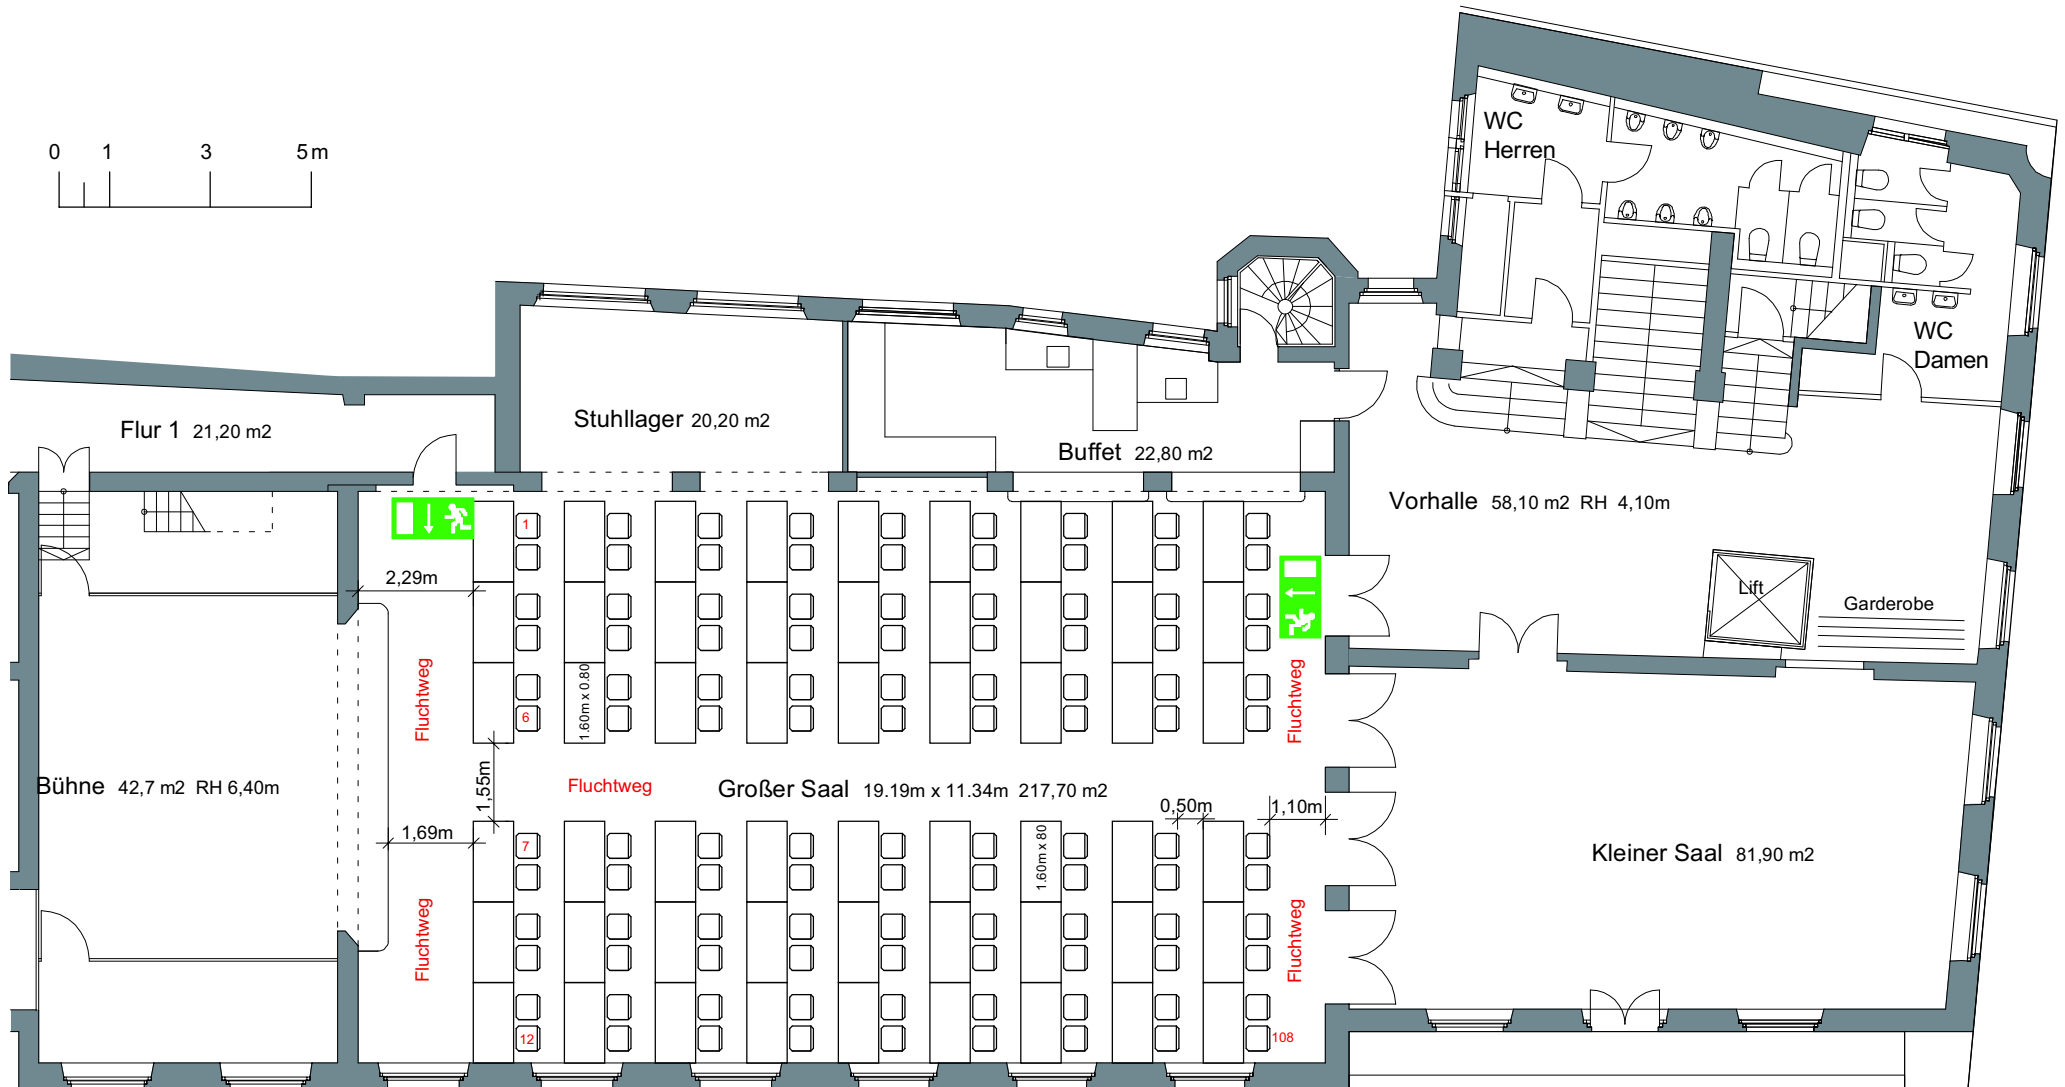 0 1 3 5 m
WC
Herren
WC
Damen
Flur 1 21,20 m2
Stuhllager 20,20 m2
Buffet 22,80 m2
Vorhalle 58,10 m2 RH 4,10m
1
2,29m
Lift
Garderobe
Fluchtweg
6
1.60m x 0.80
Fluchtweg
Bühne 42,7 m2 RH 6,40m
1,55m
Fluchtweg
Großer Saal 19.19m x 11.34m 217,70 m2
0,50m
1,10m
1,69m
7
1.60m x 80
Kleiner Saal 81,90 m2
Fluchtweg
Fluchtweg
12
108